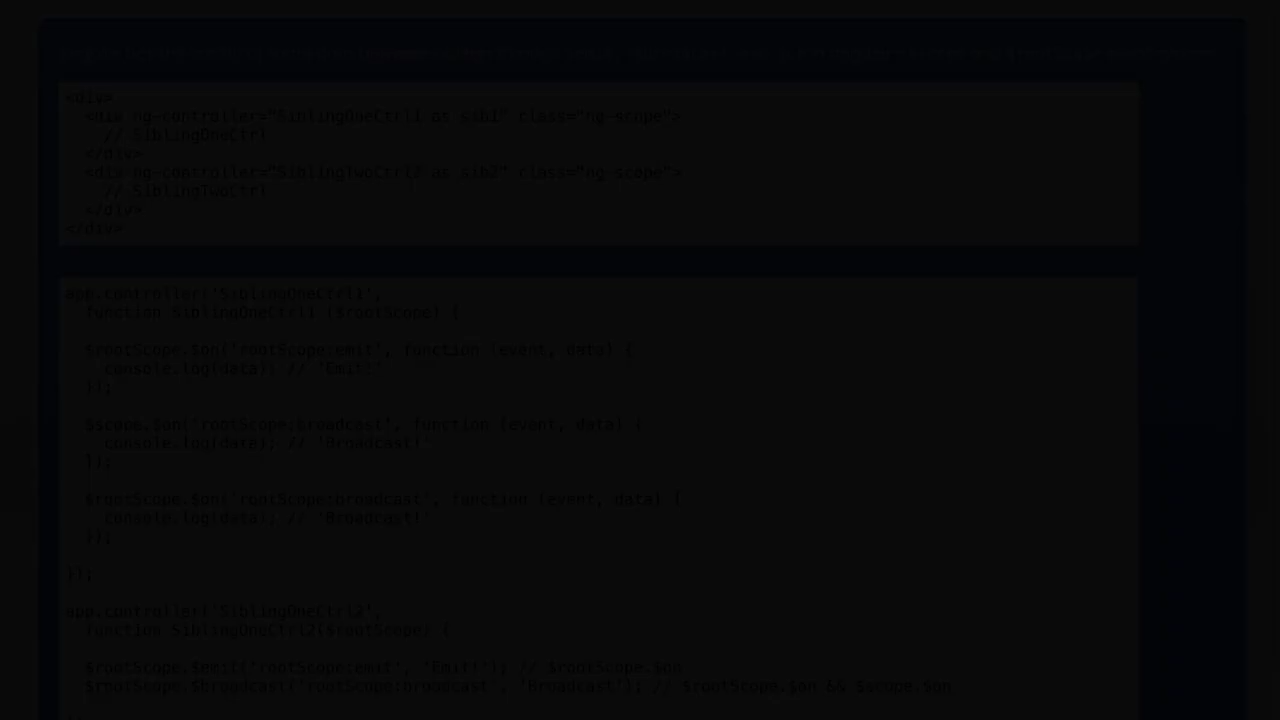 <div>
  <div ng-controller="SiblingOneCtrl1 as sib1" class="ng-scope">
    // SiblingOneCtrl
  </div>
  <div ng-controller="SiblingTwoCtrl2 as sib2" class="ng-scope">
    // SiblingTwoCtrl
  </div>
</div>
app.controller('SiblingOneCtrl1',
  function SiblingOneCtrl1 ($rootScope) {
  $rootScope.$on('rootScope:emit', function (event, data) {
    console.log(data); // 'Emit!'
  });
  $scope.$on('rootScope:broadcast', function (event, data) {
    console.log(data); // 'Broadcast!'
  });
  $rootScope.$on('rootScope:broadcast', function (event, data) {
    console.log(data); // 'Broadcast!'
  });
});
app.controller('SiblingOneCtrl2',
  function SiblingOneCtrl2($rootScope) {
  $rootScope.$emit('rootScope:emit', 'Emit!'); // $rootScope.$on
  $rootScope.$broadcast('rootScope:broadcast', 'Broadcast'); // $rootScope.$on && $scope.$on